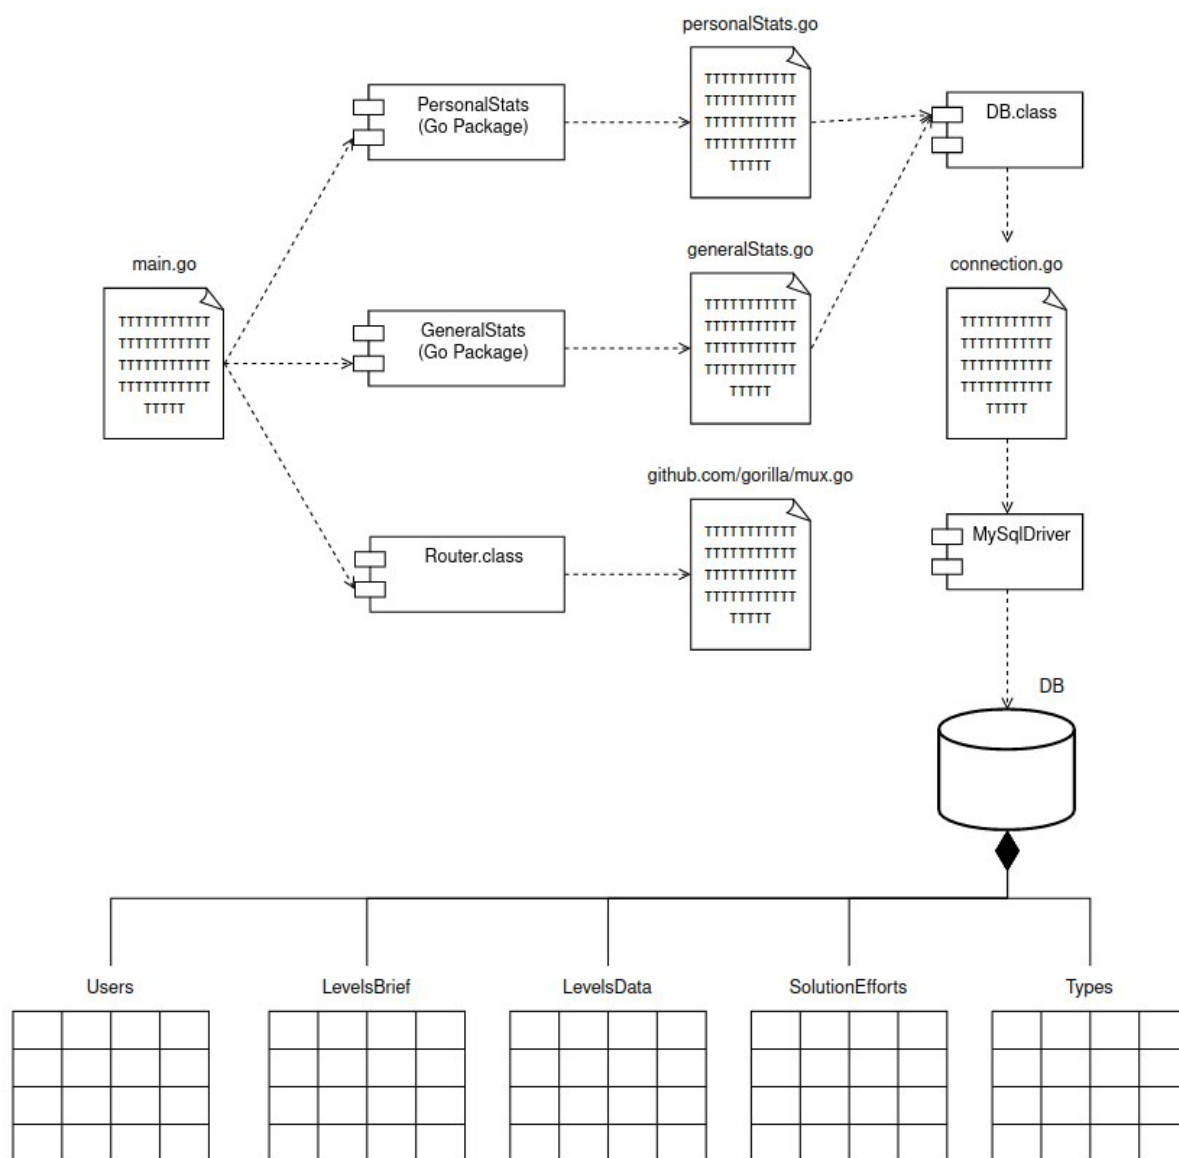 personalStats.go
TTTTTTTTTTT
TTTTTTTTTTT
TTTTTTTTTTT
TTTTTTTTTTT
TTTTT
PersonalStats
(Go Package)
DB.class
main.go
TTTTTTTTTTT
TTTTTTTTTTT
TTTTTTTTTTT
TTTTTTTTTTT
TTTTT
GeneralStats
(Go Package)
generalStats.go
TTTTTTTTTTT
TTTTTTTTTTT
TTTTTTTTTTT
TTTTTTTTTTT
TTTTT
connection.go
TTTTTTTTTTT
TTTTTTTTTTT
TTTTTTTTTTT
TTTTTTTTTTT
TTTTT
Router.class
github.com/gorilla/mux.go
TTTTTTTTTTT
TTTTTTTTTTT
TTTTTTTTTTT
TTTTTTTTTTT
TTTTT
MySqlDriver
DB
Users
LevelsBrief
LevelsData
SolutionEfforts
Types